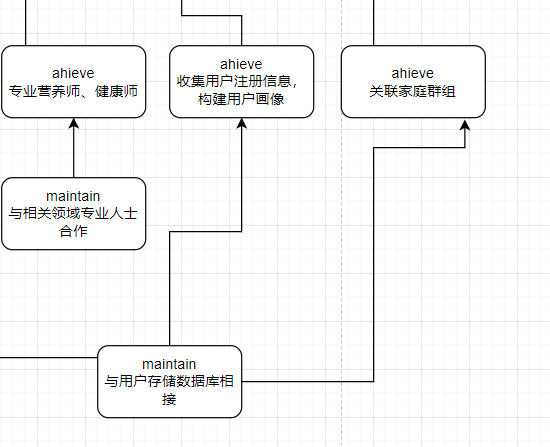 ahieve
专业营养师、健康师
ahieve
收集用户注册信息，
构建用户画像
ahieve
关联家庭群组
maintain
与相关领域专业人士
合作
maintain
与用户存储数据库相
接